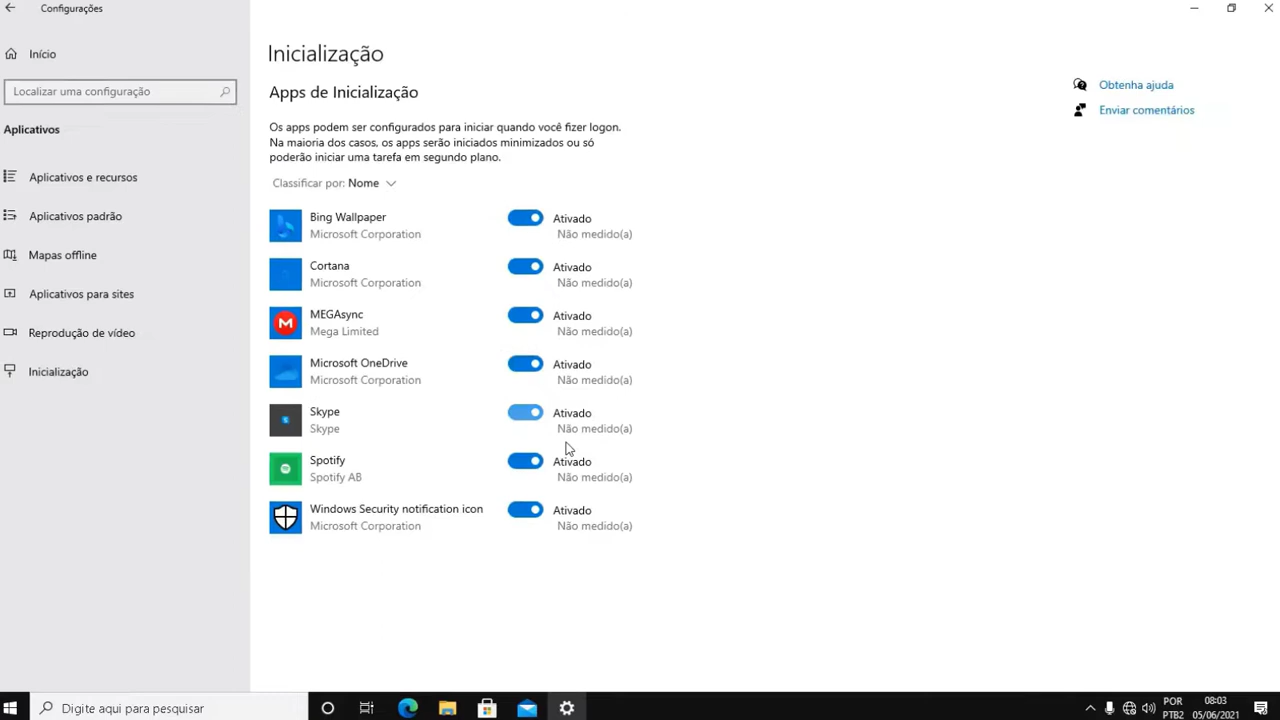 Configurações
Início
Localizar uma configuração
Aplicativos
Aplicativos e recursos
Aplicativos padrão
Mapas offline
Aplicativos para sites
Reprodução de vídeo
Inicialização
Inicialização
Apps de Inicialização
Os apps podem ser configurados para iniciar quando você fizer logon.
Na maioria dos casos, os apps serão iniciados minimizados ou só
poderão iniciar uma tarefa em segundo plano.
Classificar por: Nome
Bing Wallpaper
Microsoft Corporation
Ativado
Não medido(a)
Cortana
Microsoft Corporation
Ativado
Não medido(a)
M
MEGAsync
Mega Limited
Ativado
Não medido(a)
Microsoft OneDrive
Microsoft Corporation
Ativado
Não medido(a)
Skype
Skype
Ativado
Não medido(a)
Spotify
Spotify AB
Ativado
Não medido(a)
Windows Security notification icon
Microsoft Corporation
Ativado
Não medido(a)
Obtenha ajuda
Enviar comentários
Digite aqui para pesquisar
POR
PTB2
08:03
05/06/2021